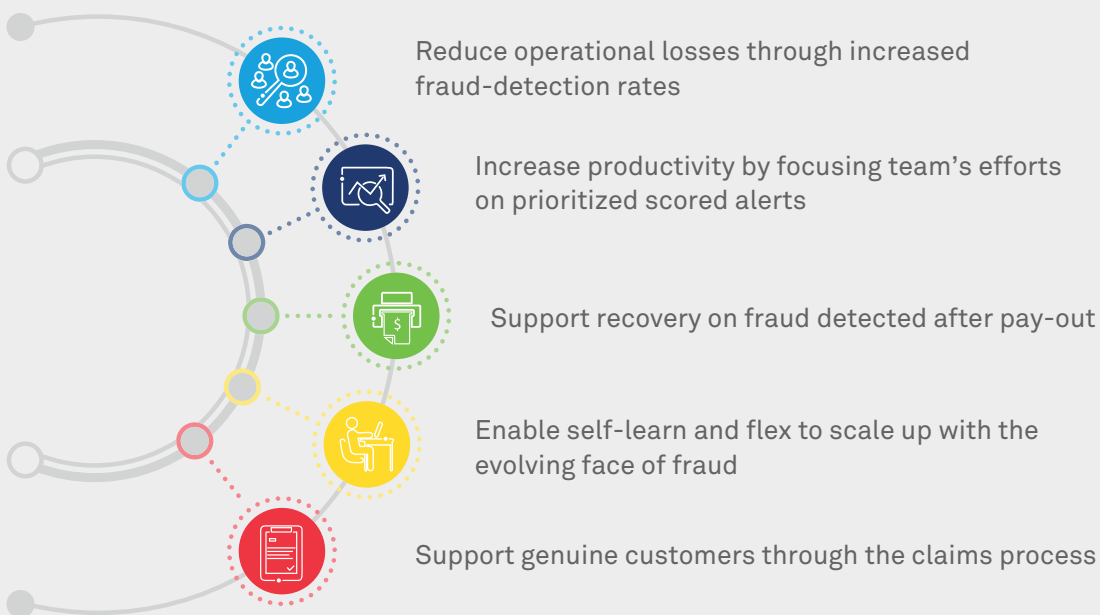 Reduce operational losses through increased
fraud-detection rates
Increase productivity by focusing team’s efforts
on prioritized scored alerts
$
Support recovery on fraud detected after pay-out
Enable self-learn and flex to scale up with the
evolving face of fraud
Support genuine customers through the claims process